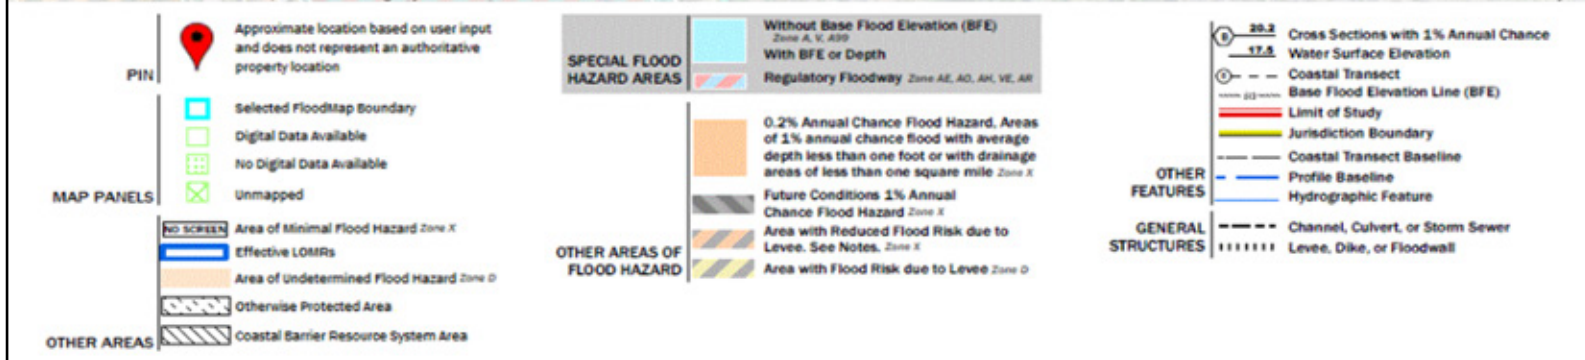 PIN
Approximate location based on user input
and does not represent an authoritative
property location
MAP PANELS
Selected FloodMap Boundary
Digital Data Available
No Digital Data Available
Unmapped
OTHER AREAS
NO SCREEN Area of Minimal Flood Hazard Zone X
Effective LOMRs
Area of Undetermined Flood Hazard Zone D
Otherwise Protected Area
Coastal Barrier Resource System Area
SPECIAL FLOOD
HAZARD AREAS
Without Base Flood Elevation (BFE)
Zone A, V, A99
With BFE or Depth
Regulatory Floodway Zone AE, AO, AH, VE, AR
OTHER AREAS OF
FLOOD HAZARD
0.2% Annual Chance Flood Hazard, Areas
of 1% annual chance flood with average
depth less than one foot or with drainage
areas of less than one square mile Zone X
Future Conditions 1% Annual
Chance Flood Hazard Zone X
Area with Reduced Flood Risk due to
Levee. See Notes. Zone X
Area with Flood Risk due to Levee Zone D
OTHER
FEATURES
B 20.2 Cross Sections with 1% Annual Chance
17.5 Water Surface Elevation
Coastal Transect
Base Flood Elevation Line (BFE)
Limit of Study
Jurisdiction Boundary
Coastal Transect Baseline
Profile Baseline
Hydrographic Feature
GENERAL
STRUCTURES
Channel, Culvert, or Storm Sewer
Levee, Dike, or Floodwall